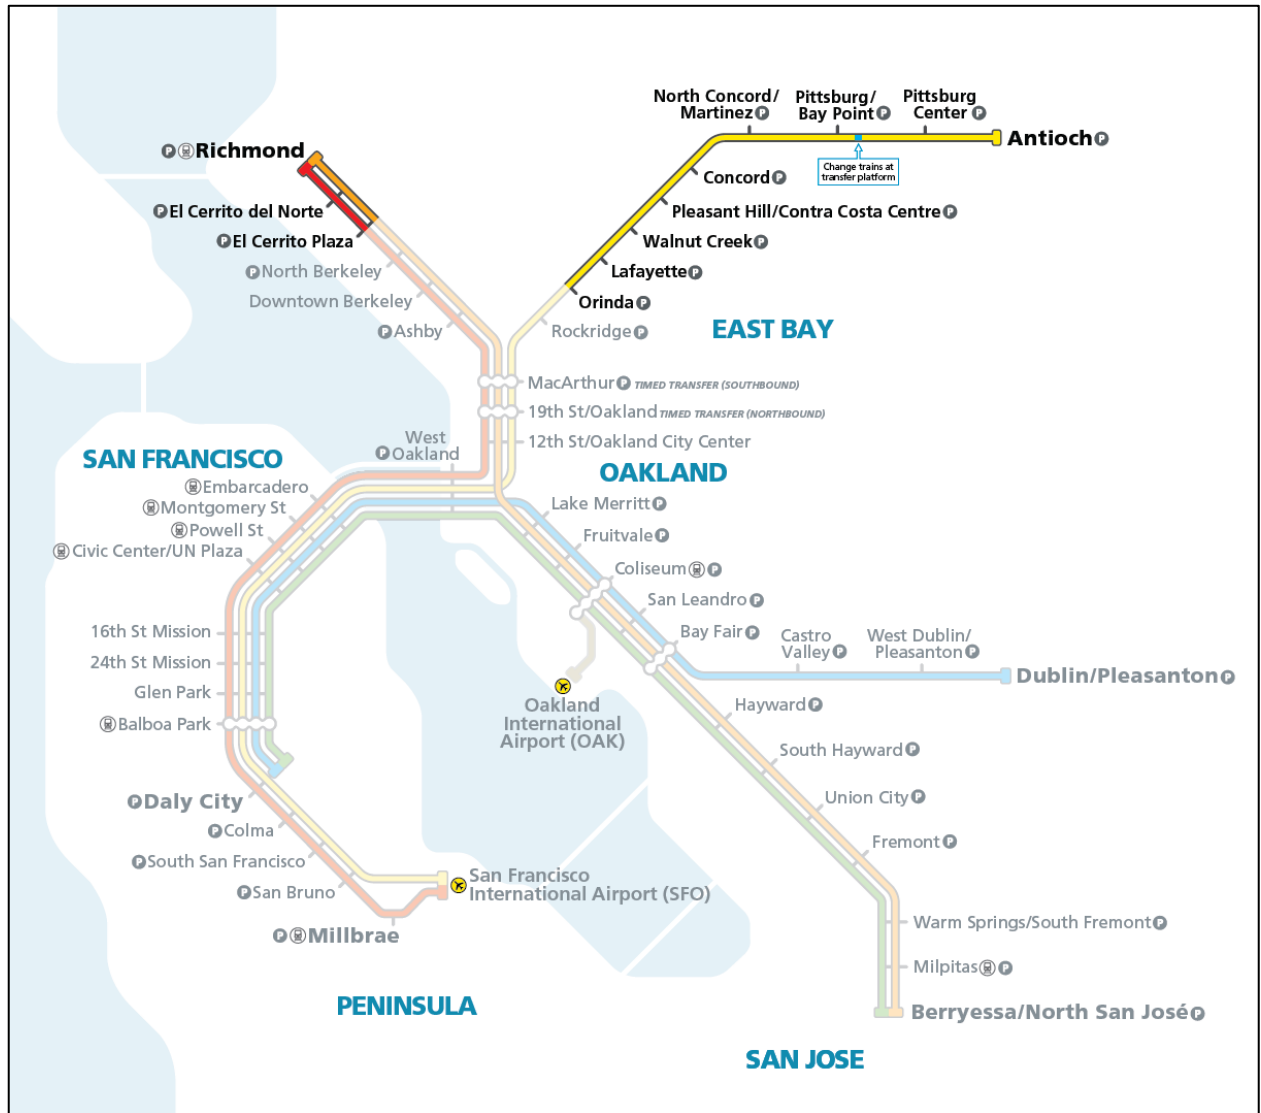 North Concord/
Martinez P
Pittsburg/
Bay Point P
Pittsburg
Center P
Antioch P
Change trains at
transfer platform
P Richmond
Concord P
P El Cerrito del Norte
Pleasant Hill/Contra Costa Centre P
P El Cerrito Plaza
Walnut Creek P
P North Berkeley
Lafayette P
Downtown Berkeley
Orinda P
P Ashby
Rockridge P
EAST BAY
MacArthur P TIMED TRANSFER (SOUTHBOUND)
19th St/Oakland TIMED TRANSFER (NORTHBOUND)
12th St/Oakland City Center
West
P Oakland
SAN FRANCISCO
OAKLAND
Embarcadero
Montgomery St
Powell St
Civic Center/UN Plaza
Lake Merritt P
Fruitvale P
Coliseum P
San Leandro P
Bay Fair P
Castro
Valley P
West Dublin/
Pleasanton P
Dublin/Pleasanton P
16th St Mission
24th St Mission
Glen Park
Balboa Park
Oakland
International
Airport (OAK)
Hayward P
South Hayward P
Union City P
Fremont P
P Daly City
P Colma
P South San Francisco
P San Bruno
San Francisco
International Airport (SFO)
P Millbrae
Warm Springs/South Fremont P
Milpitas P
Berryessa/North San José P
PENINSULA
SAN JOSE